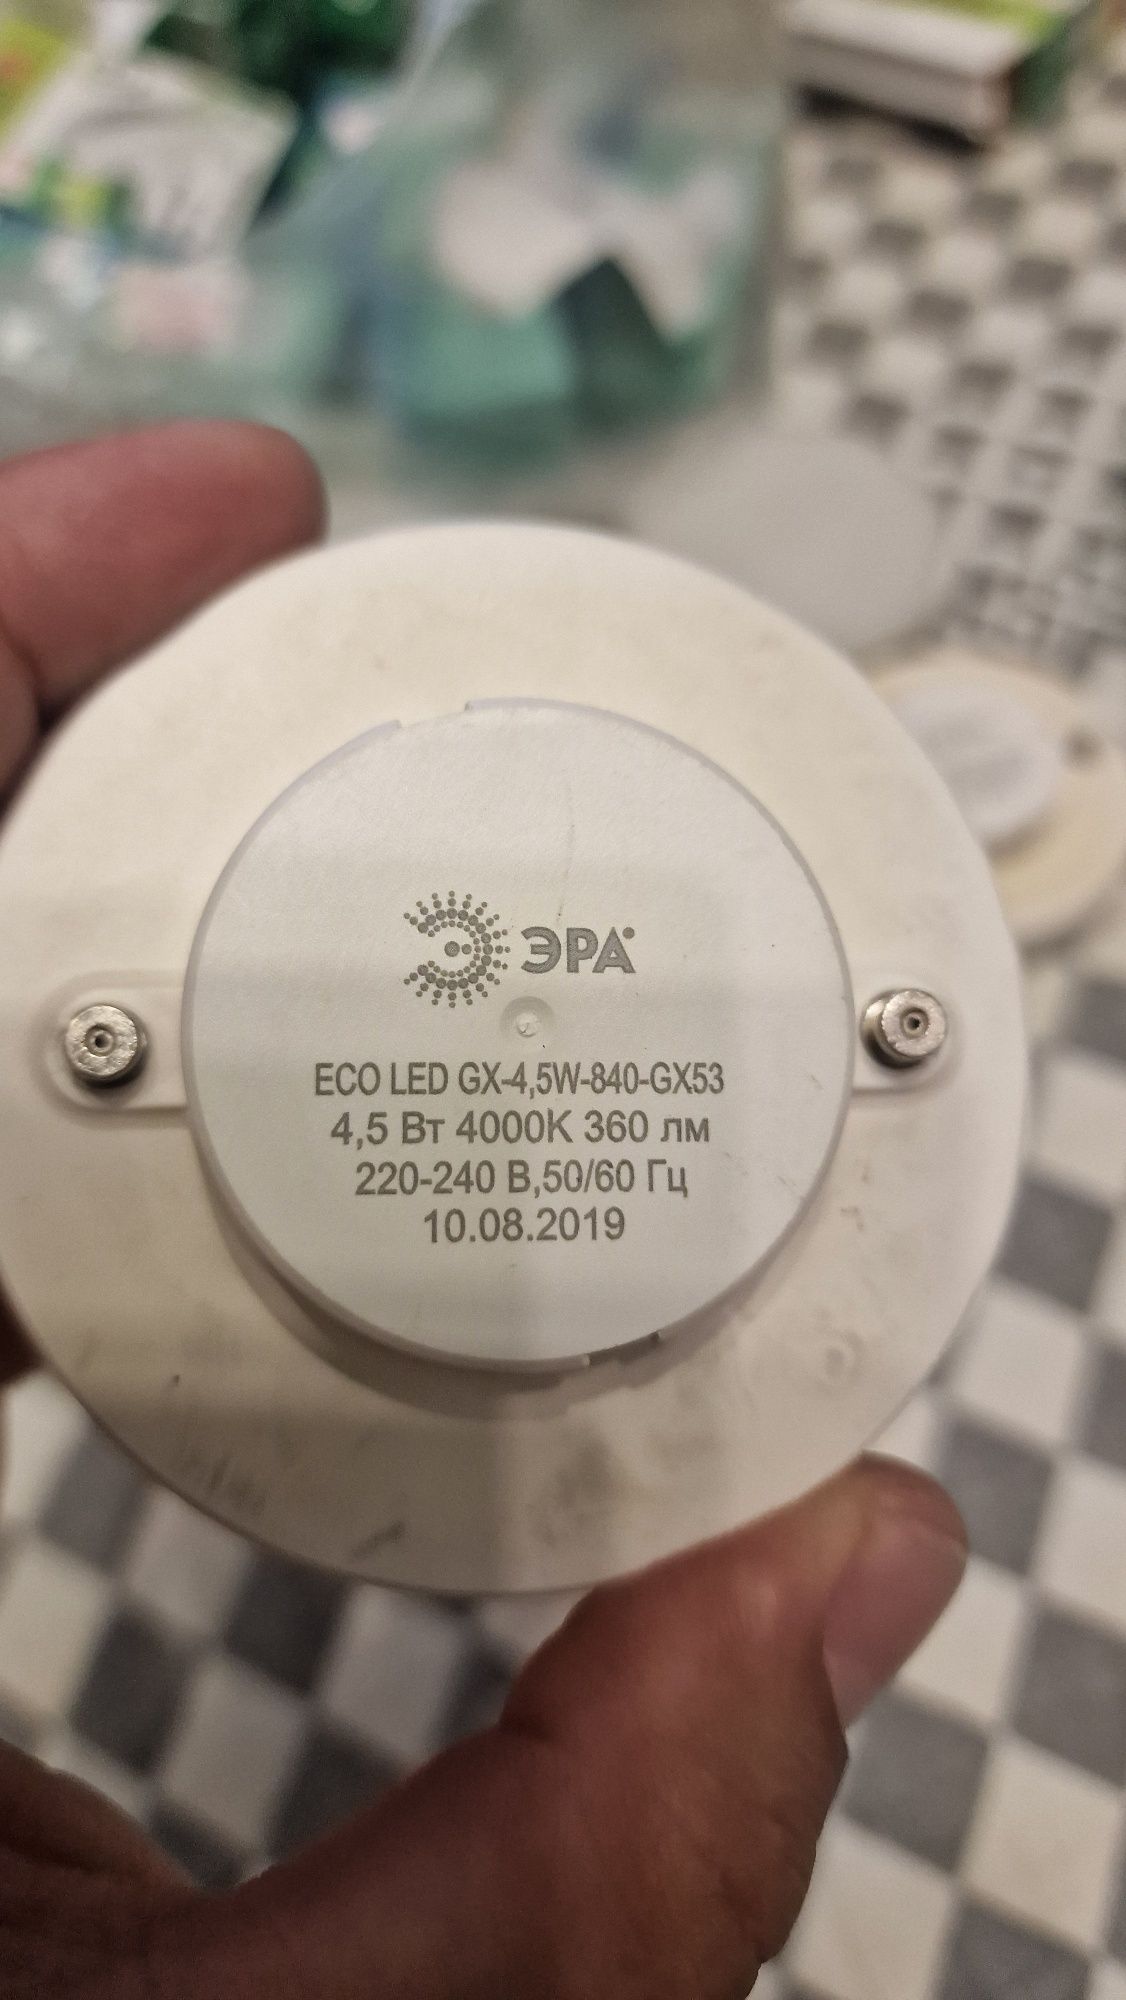 ЭРА
ECO LED GX-4,5W-840-GX53
4,5 Вт 4000K 360 лм
220-240 В,50/60 Гц
10.08.2019